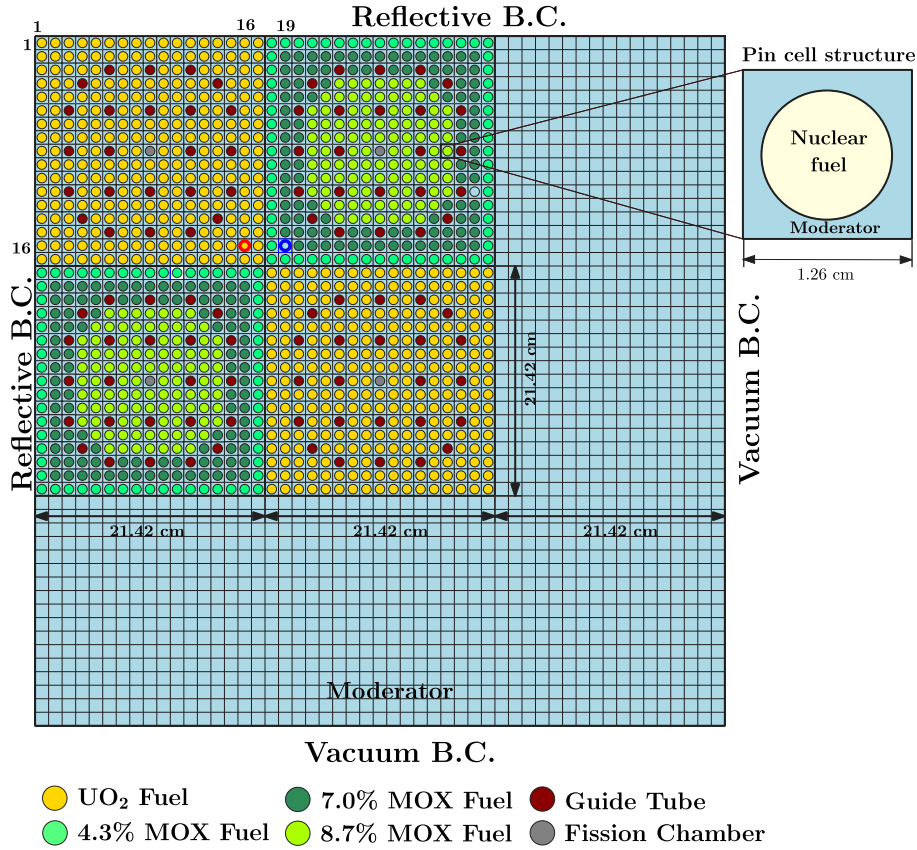 Reflective B.C.
1 16 19
1
Pin cell structure
Nuclear
fuel
Moderator
1.26 cm
16
Reflective B.C.
21.42 cm
Vacuum B.C.
21.42 cm 21.42 cm 21.42 cm
Moderator
Vacuum B.C.
UO₂ Fuel 7.0% MOX Fuel Guide Tube
4.3% MOX Fuel 8.7% MOX Fuel Fission Chamber